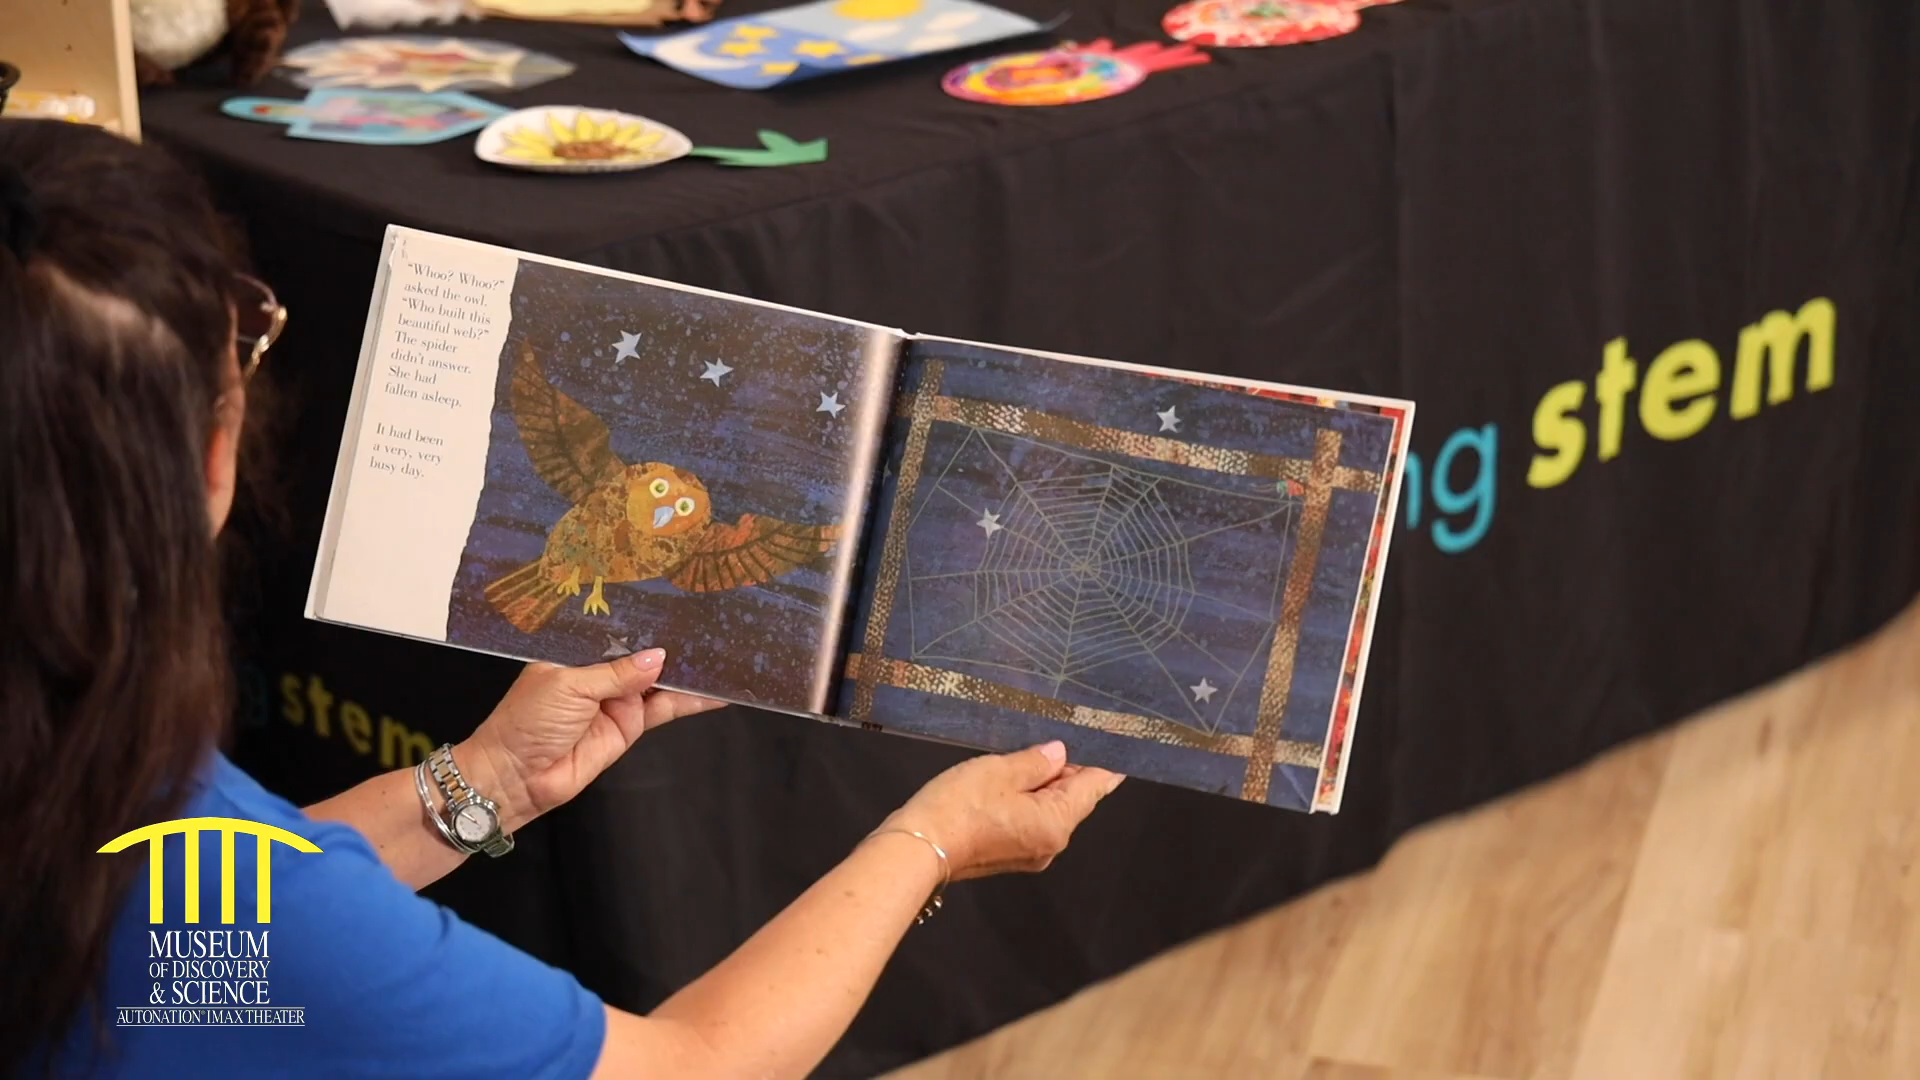 "Whoo? Whoo?"
asked the owl.
"Who built this
beautiful web?"
The spider
didn't answer.
She had
fallen asleep.
It had been
a very, very
busy day.
ng stem
g stem
MUSEUM
OF DISCOVERY
& SCIENCE
AUTONATION® IMAX THEATER